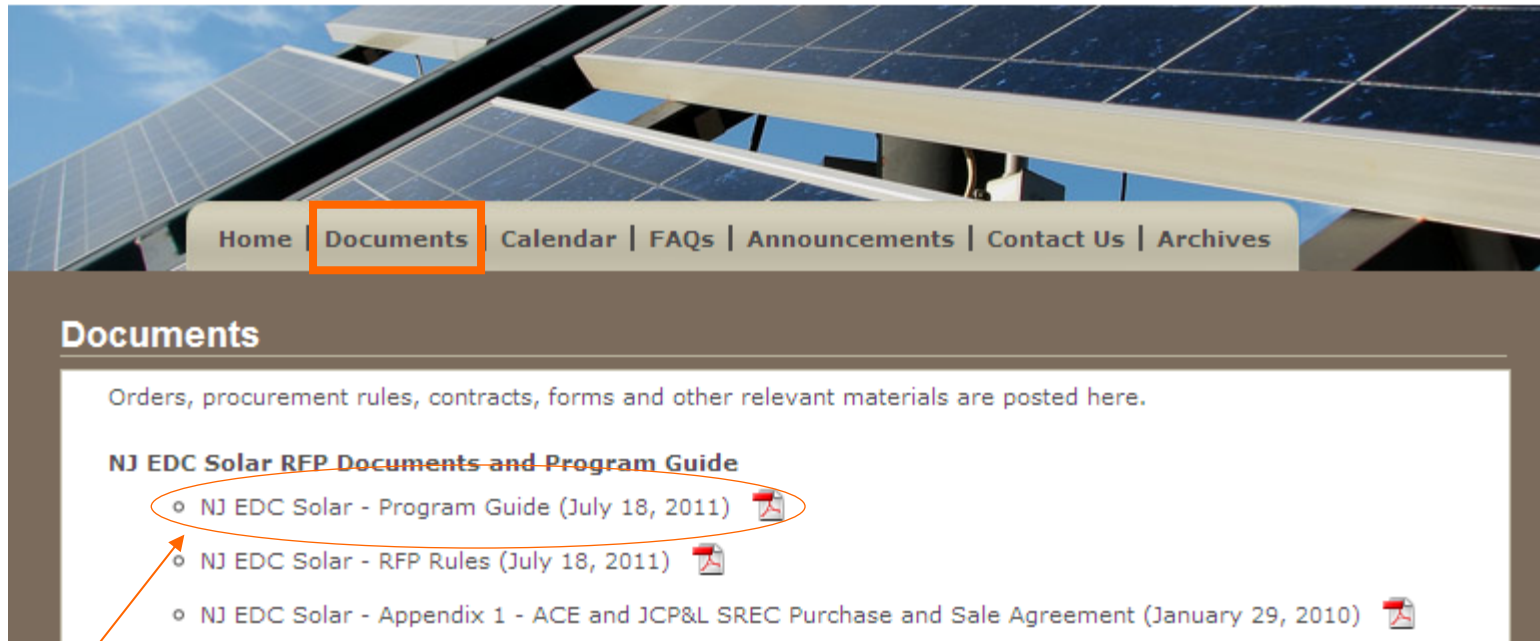 Home | Documents | Calendar | FAQs | Announcements | Contact Us | Archives
Documents
Orders, procurement rules, contracts, forms and other relevant materials are posted here.
NJ EDC Solar RFP Documents and Program Guide
NJ EDC Solar - Program Guide (July 18, 2011)
NJ EDC Solar - RFP Rules (July 18, 2011)
NJ EDC Solar - Appendix 1 - ACE and JCP&L SREC Purchase and Sale Agreement (January 29, 2010)